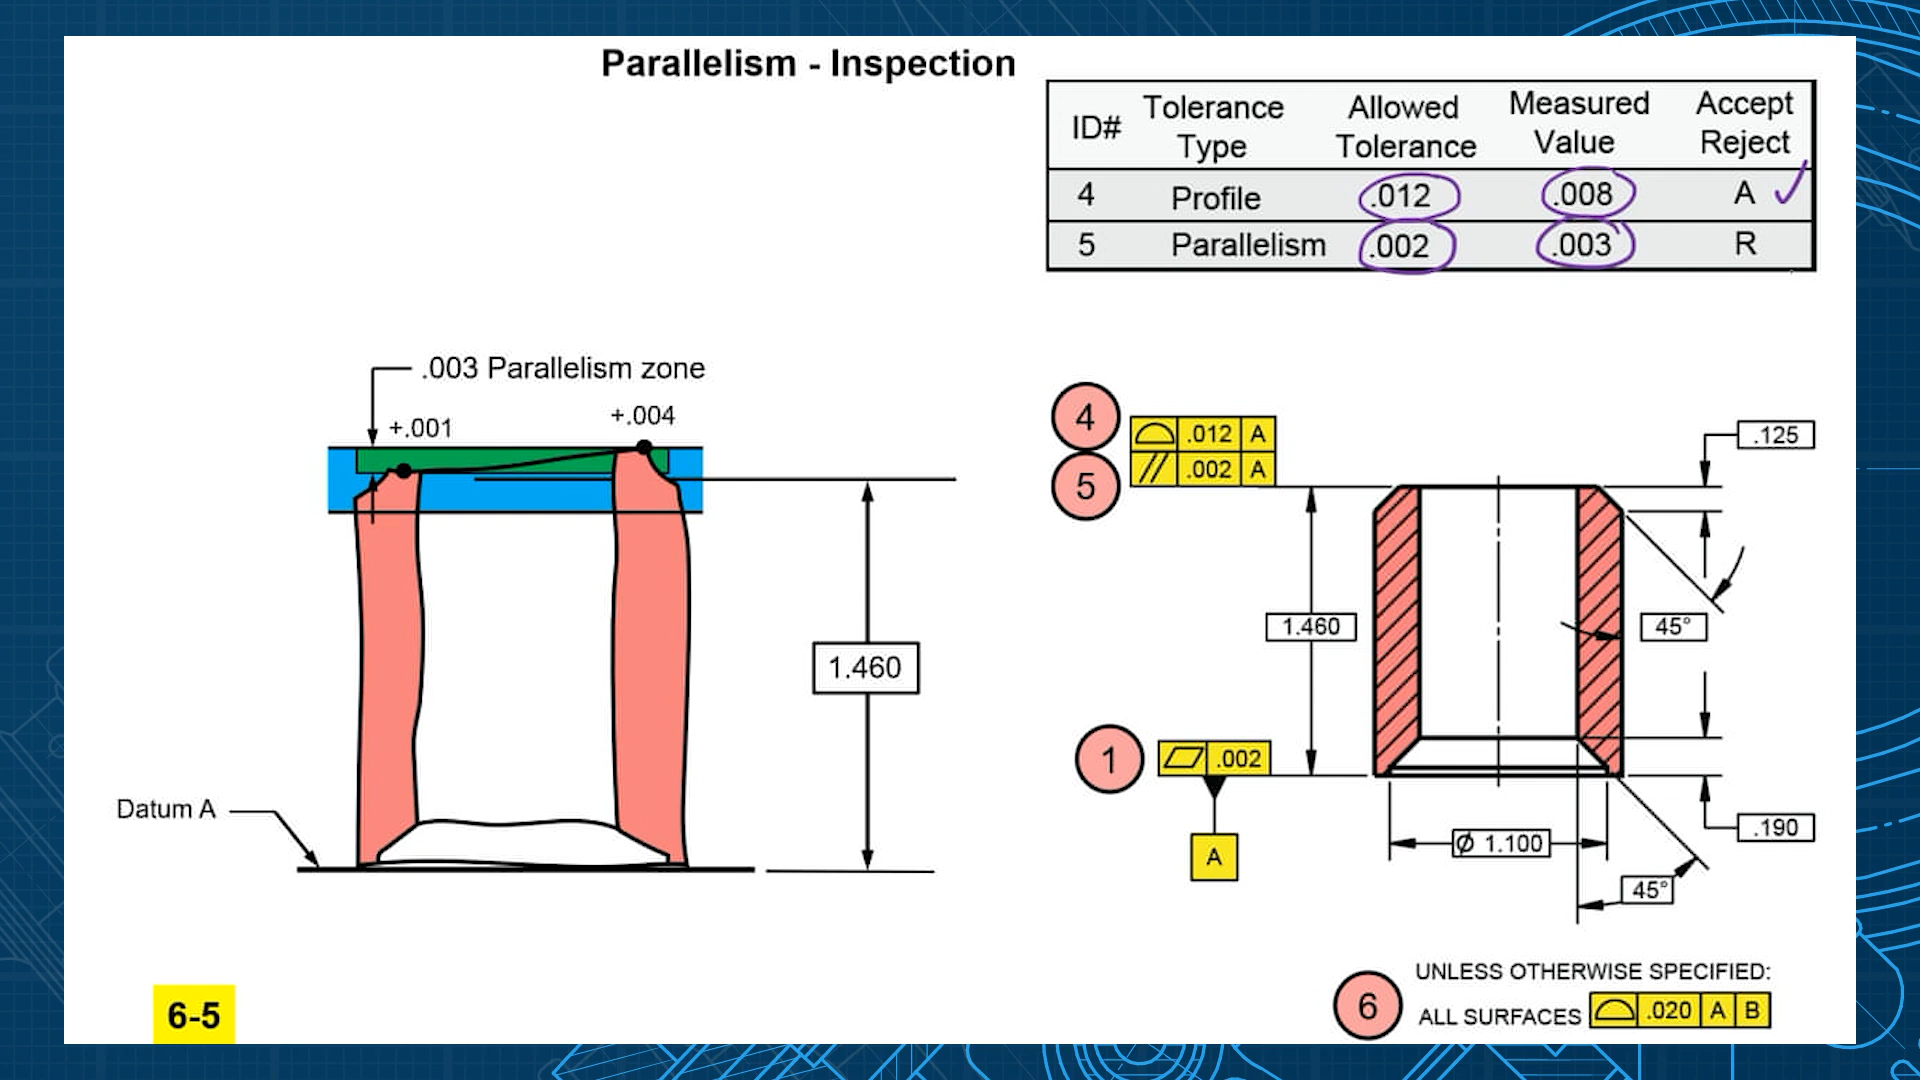 Parallelism - Inspection
ID# Tolerance Type Allowed Tolerance Measured Value Accept Reject
4 Profile .012 .008 A ✓
5 Parallelism .002 .003 R
.003 Parallelism zone
+.001
+.004
1.460
Datum A
6-5
4
.012 A
5
// .002 A
.125
1.460
45°
1
.002
A
Ø 1.100
.190
45°
6
UNLESS OTHERWISE SPECIFIED:
ALL SURFACES .020 A B